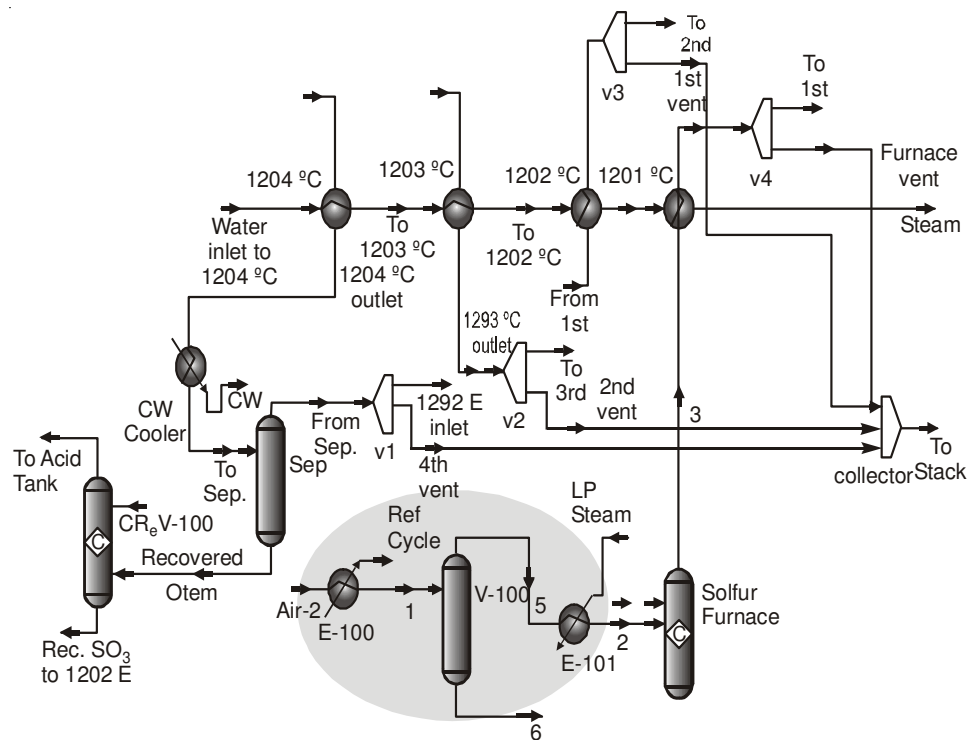 To
2nd
1st
vent
v3
To
1st
v4
Furnace
vent
1204 ºC
1203 ºC
1202 ºC
1201 ºC
Water
inlet to
1204 ºC
To
1203 ºC
1204 ºC
outlet
To
1202 ºC
From
1st
Steam
1293 ºC
outlet
To
3rd
v2
2nd
vent
3
CW
CW
Cooler
From
Sep.
1292 E
inlet
v1
4th
vent
To
Sep.
Sep
To
Stack
collector
To Acid
Tank
C
CReV-100
Recovered
Otem
Rec. SO3
to 1202 E
Ref
Cycle
LP
Steam
Air-2
E-100
1
V-100
5
E-101
2
6
C
Solfur
Furnace